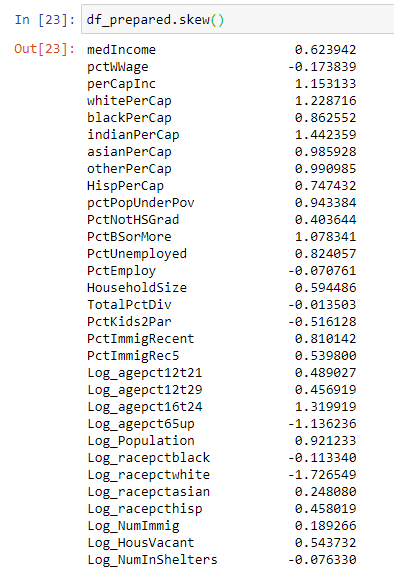 In [23]: df_prepared.skew()
Out[23]: medIncome 0.623942
pctWWage -0.173839
perCapInc 1.153133
whitePerCap 1.228716
blackPerCap 0.862552
indianPerCap 1.442359
asianPerCap 0.985928
otherPerCap 0.990985
HispPerCap 0.747432
pctPopUnderPov 0.943384
PctNotHSGrad 0.403644
PctBSorMore 1.078341
PctUnemployed 0.824057
PctEmploy -0.070761
HouseholdSize 0.594486
TotalPctDiv -0.013503
PctKids2Par -0.516128
PctImmigRecent 0.810142
PctImmigRec5 0.539800
Log_agepct12t21 0.489027
Log_agepct12t29 0.456919
Log_agepct16t24 1.319919
Log_agepct65up -1.136236
Log_Population 0.921233
Log_racepctblack -0.113340
Log_racepctwhite -1.726549
Log_racepctasian 0.248080
Log_racepcthisp 0.458019
Log_NumImmig 0.189266
Log_HousVacant 0.543732
Log_NumInShelters -0.076330